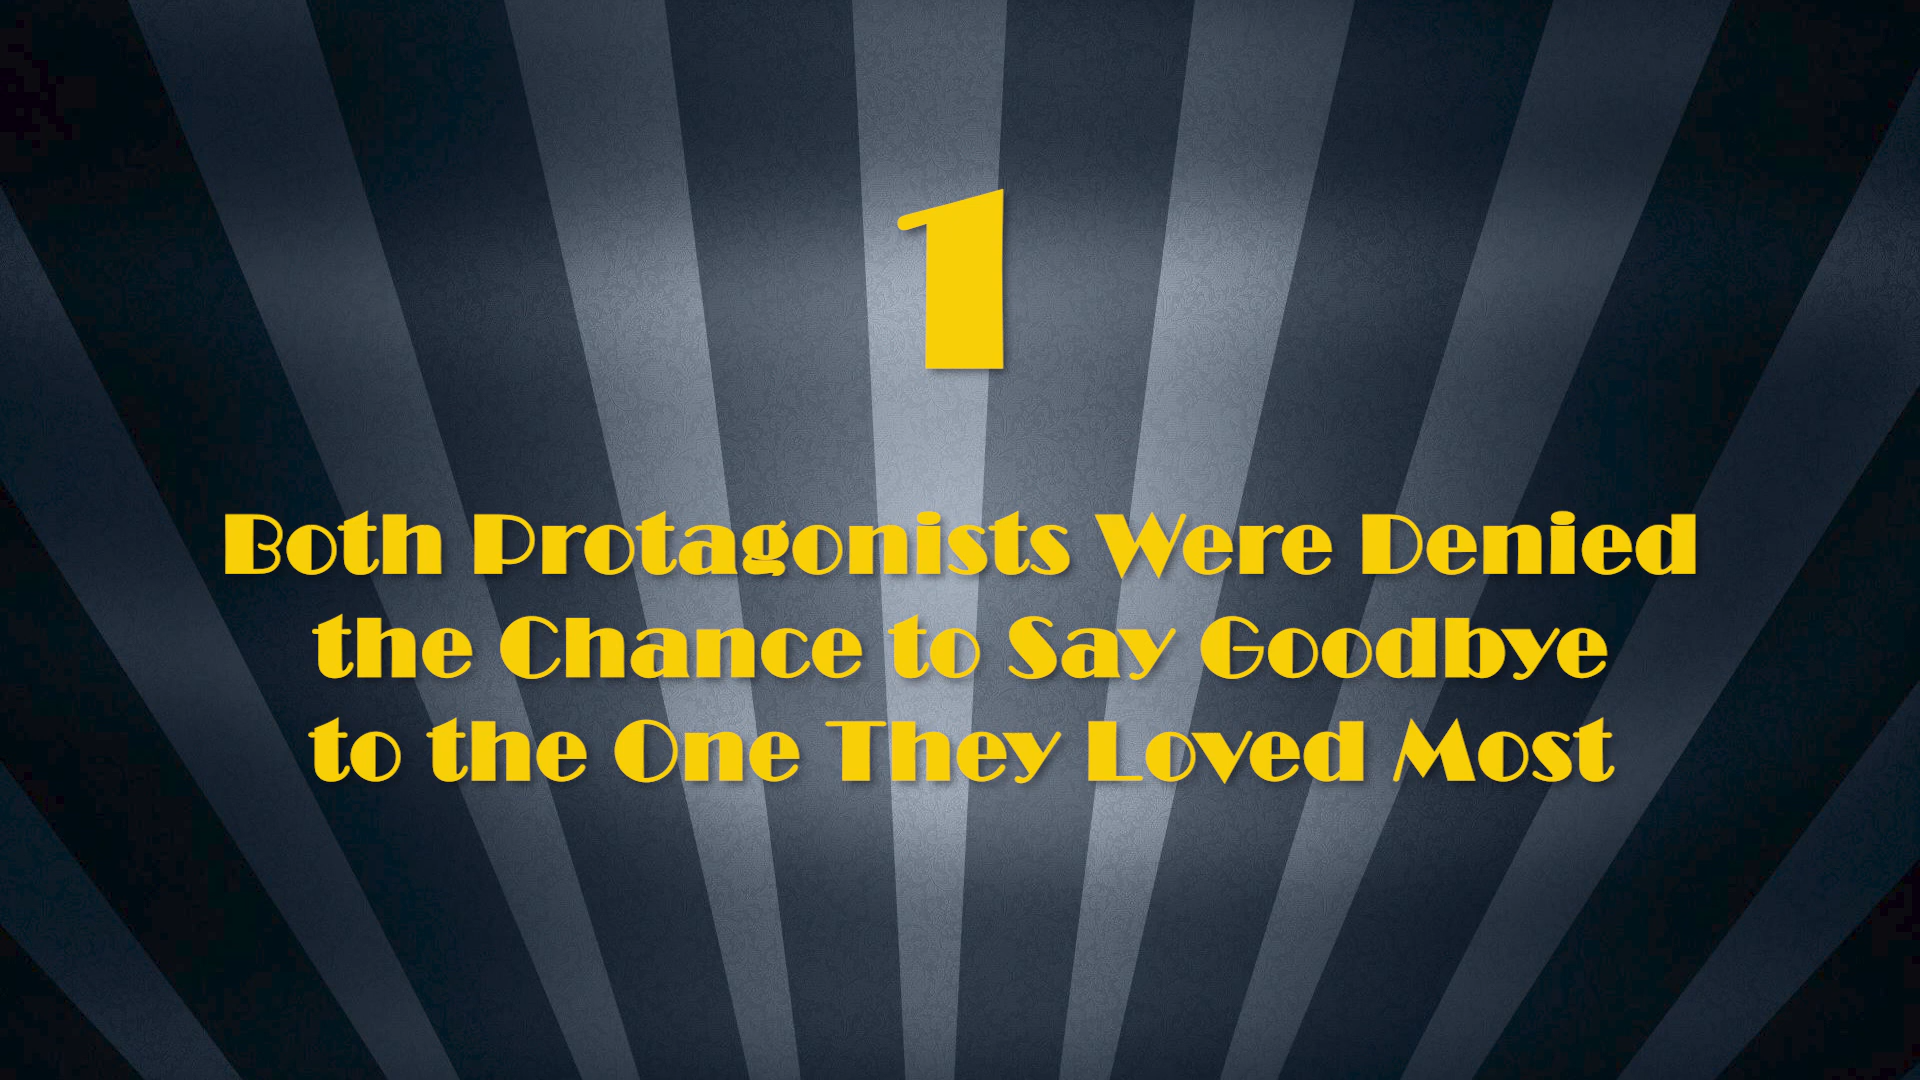 1
Both Protagonists Were Denied
the Chance to Say Goodbye
to the One They Loved Most